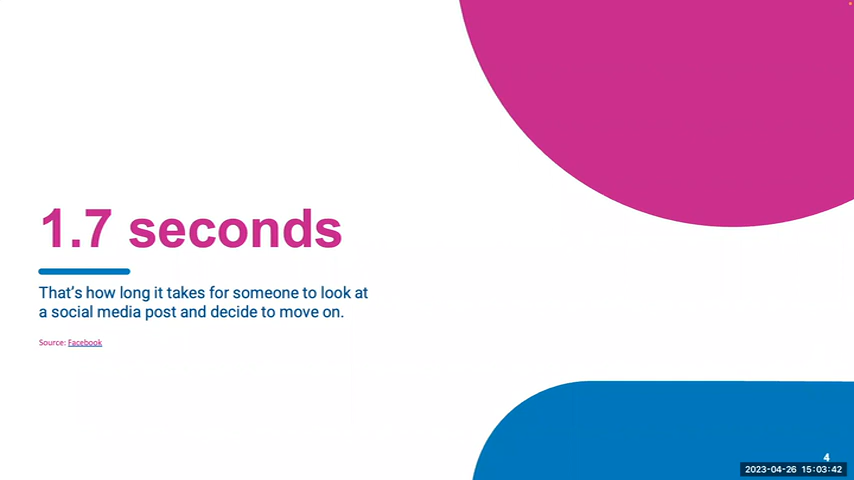 1.7 seconds
That's how long it takes for someone to look at
a social media post and decide to move on.
Source: Facebook
4
2023-04-26 15:03:42